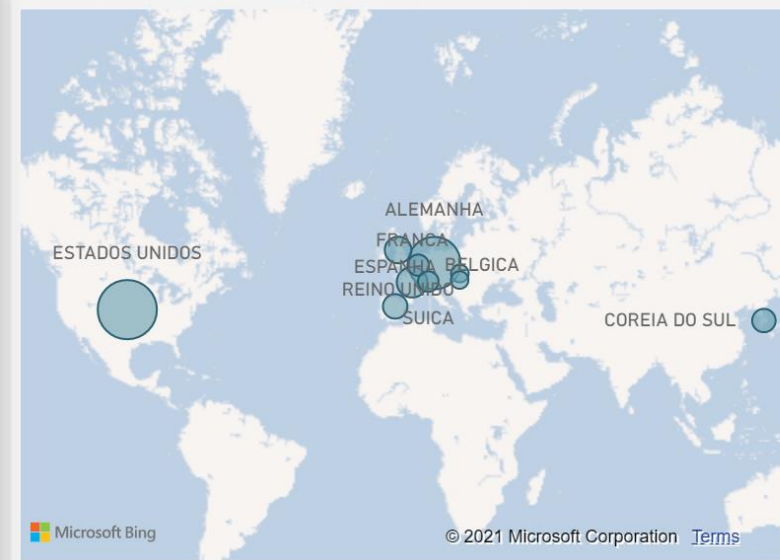 ALEMANHA
FRANCA
ESTADOS UNIDOS
ESPANHA BELGICA
REINO UNIDO
SUICA
COREIA DO SUL
Microsoft Bing
© 2021 Microsoft Corporation Terms